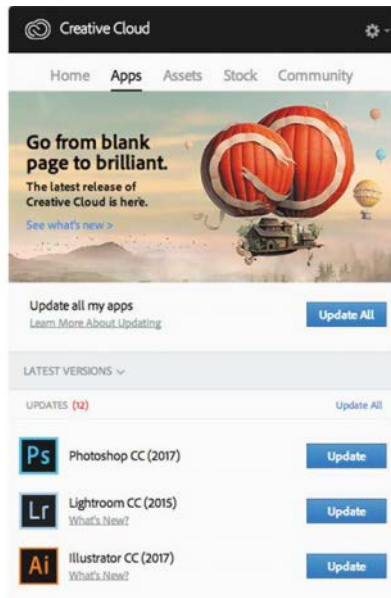 Creative Cloud
Home Apps Assets Stock Community
Go from blank
page to brilliant.
The latest release of
Creative Cloud is here.
See what's new >
Update all my apps
Learn More About Updating
Update All
LATEST VERSIONS
UPDATES (12)
Update All
Ps
Photoshop CC (2017)
Update
Lr
Lightroom CC (2015)
What's New?
Update
Ai
Illustrator CC (2017)
What's New?
Update